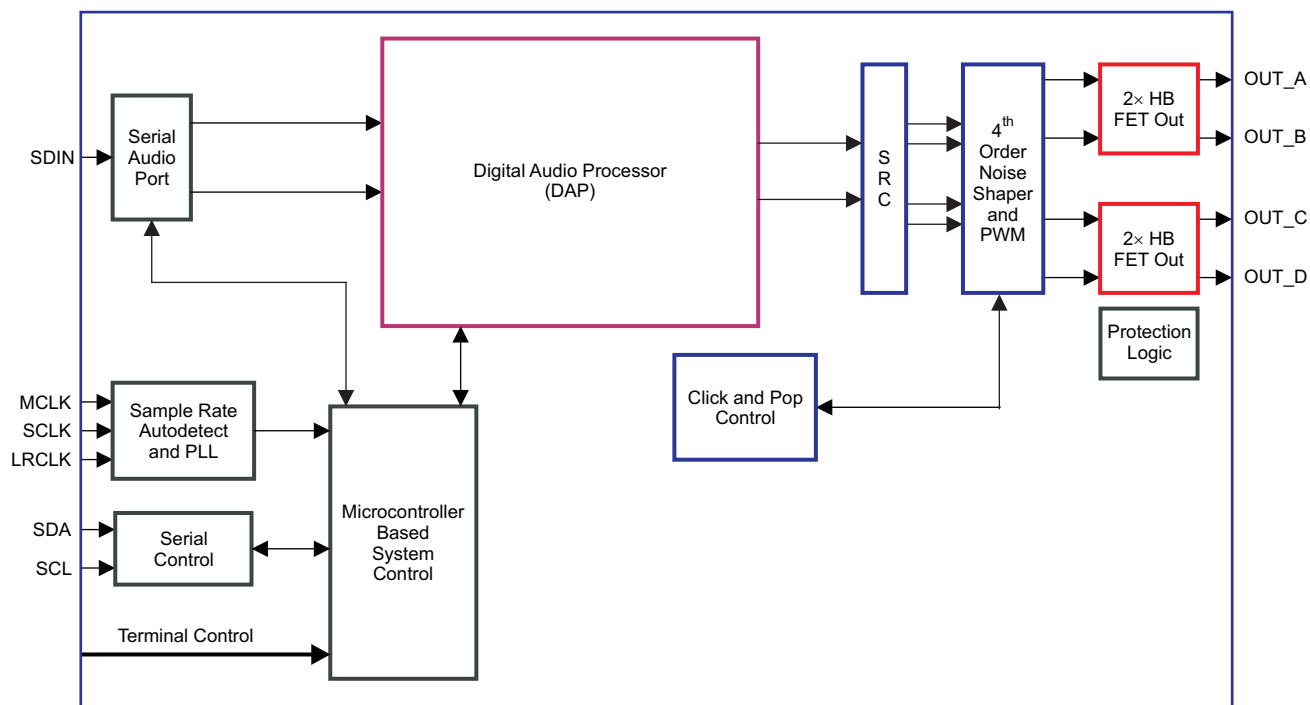 SDIN
Serial
Audio
Port
Digital Audio Processor
(DAP)
S
R
C
4th
Order
Noise
Shaper
and
PWM
2× HB
FET Out
OUT_A
OUT_B
2× HB
FET Out
OUT_C
OUT_D
Protection
Logic
Click and Pop
Control
MCLK
SCLK
LRCLK
Sample Rate
Autodetect
and PLL
SDA
SCL
Serial
Control
Microcontroller
Based
System
Control
Terminal Control